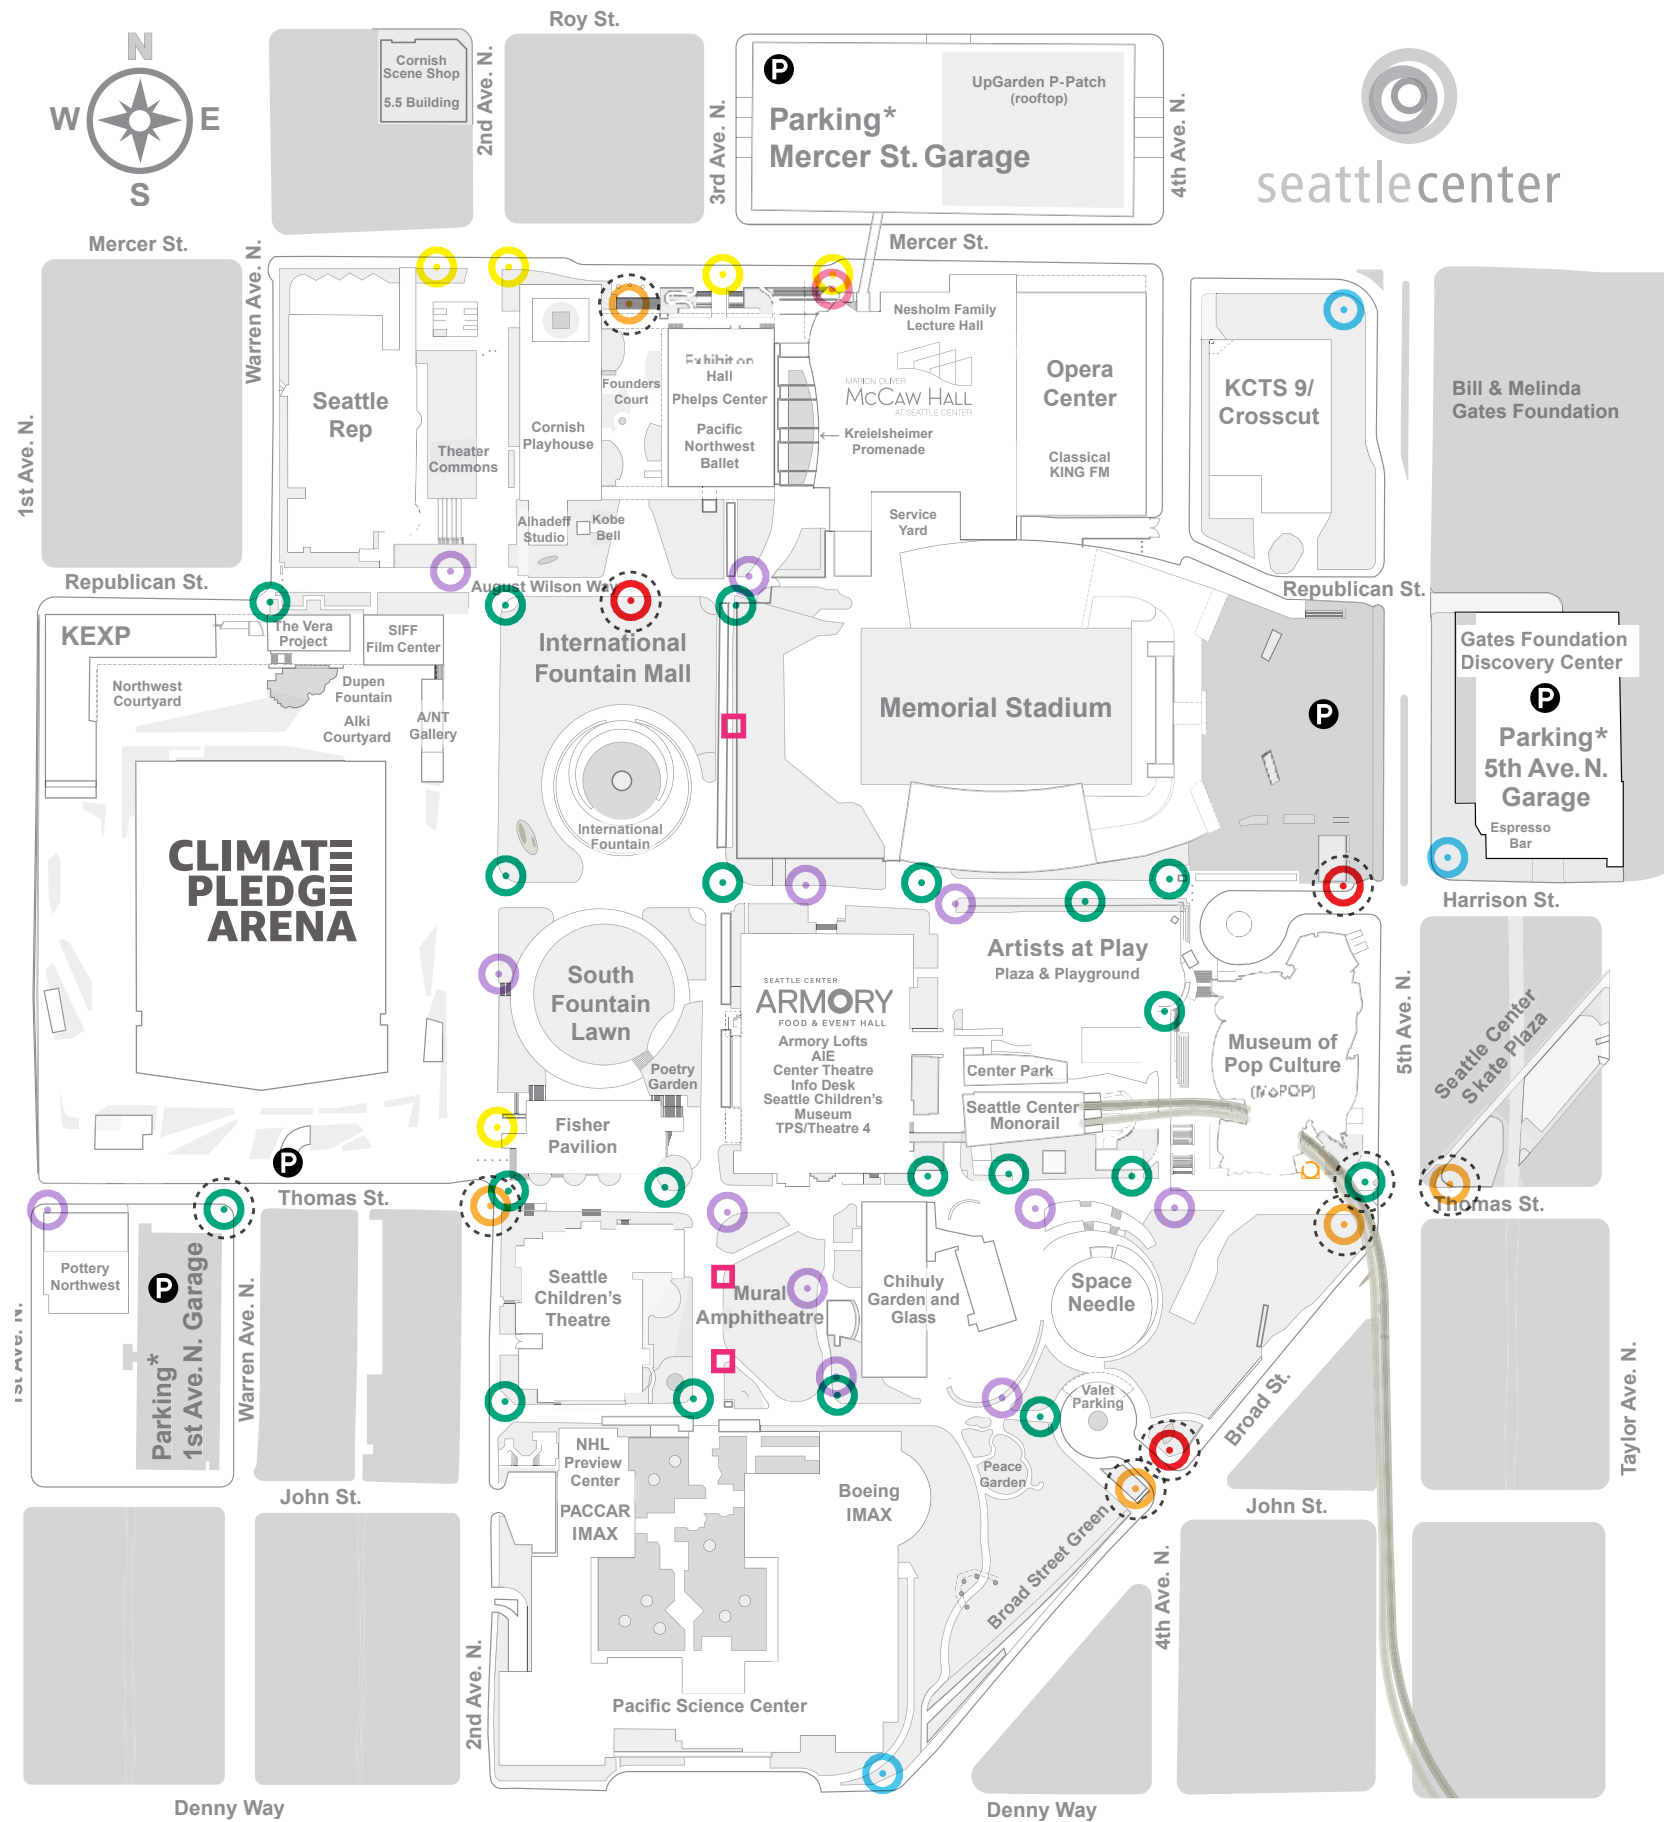 Roy St.
N
W
E
S
Cornish
Scene Shop
5.5 Building
2nd Ave. N.
3rd Ave. N.
P
Parking*
Mercer St. Garage
UpGarden P-Patch
(rooftop)
4th Ave. N.
seattlecenter
Mercer St.
Mercer St.
Warren Ave. N.
1st Ave. N.
Seattle
Rep
Theater
Commons
Cornish
Playhouse
Founders
Court
Exhibition
Hall
Phelps Center
Pacific
Northwest
Ballet
Nesholm Family
Lecture Hall
MARION OLIVER
McCAW HALL
AT SEATTLE CENTER
← Kreielsheimer
Promenade
Opera
Center
Classical
KING FM
KCTS 9/
Crosscut
Bill & Melinda
Gates Foundation
Alhadeff
Studio
Kobe
Bell
Service
Yard
Republican St.
August Wilson Way
Republican St.
KEXP
The Vera
Project
SIFF
Film Center
Northwest
Courtyard
Dupen
Fountain
Alki
Courtyard
A/NT
Gallery
International
Fountain Mall
International
Fountain
Memorial Stadium
P
Gates Foundation
Discovery Center
P
Parking*
5th Ave. N.
Garage
Espresso
Bar
Harrison St.
CLIMATE
PLEDGE
ARENA
South
Fountain
Lawn
Poetry
Garden
Fisher
Pavilion
SEATTLE CENTER
ARMORY
FOOD & EVENT HALL
Armory Lofts
AIE
Center Theatre
Info Desk
Seattle Children's
Museum
TPS/Theatre 4
Artists at Play
Plaza & Playground
Center Park
Seattle Center
Monorail
Museum of
Pop Culture
(MoPOP)
5th Ave. N.
Seattle Center
Skate Plaza
P
Thomas St.
Thomas St.
Pottery
Northwest
P
Parking*
1st Ave. N. Garage
1st Ave. N.
Warren Ave. N.
Seattle
Children's
Theatre
Mural
Amphitheatre
Chihuly
Garden and
Glass
Space
Needle
Valet
Parking
Broad St.
Taylor Ave. N.
John St.
NHL
Preview
Center
PACCAR
IMAX
Boeing
IMAX
Peace
Garden
Broad Street Green
John St.
4th Ave. N.
2nd Ave. N.
Pacific Science Center
Denny Way
Denny Way